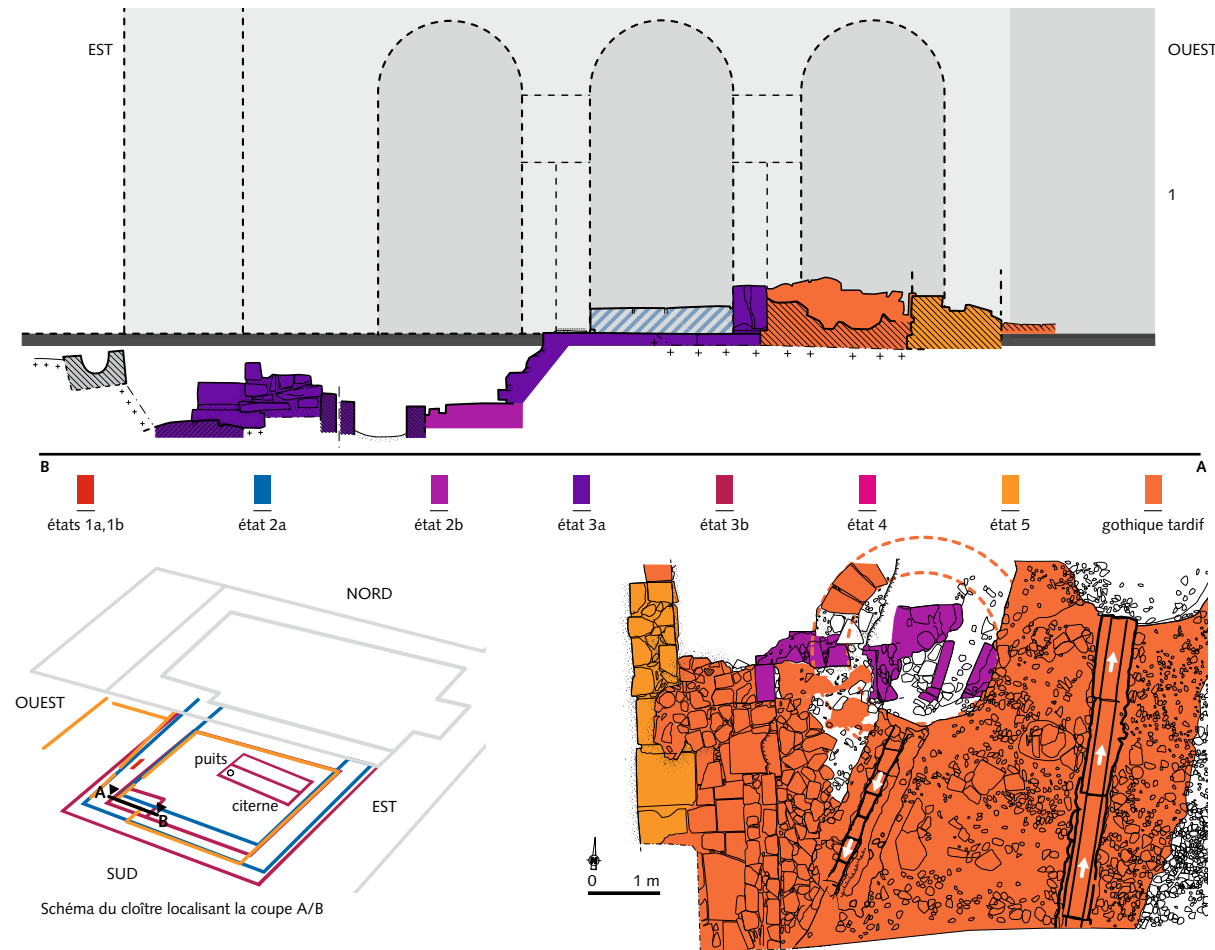 EST
OUEST
1
B
A
états 1a,1b
état 2a
état 2b
état 3a
état 3b
état 4
état 5
gothique tardif
NORD
OUEST
puits
citerne
A
B
EST
SUD
Schéma du cloître localisant la coupe A/B
N
0 1 m